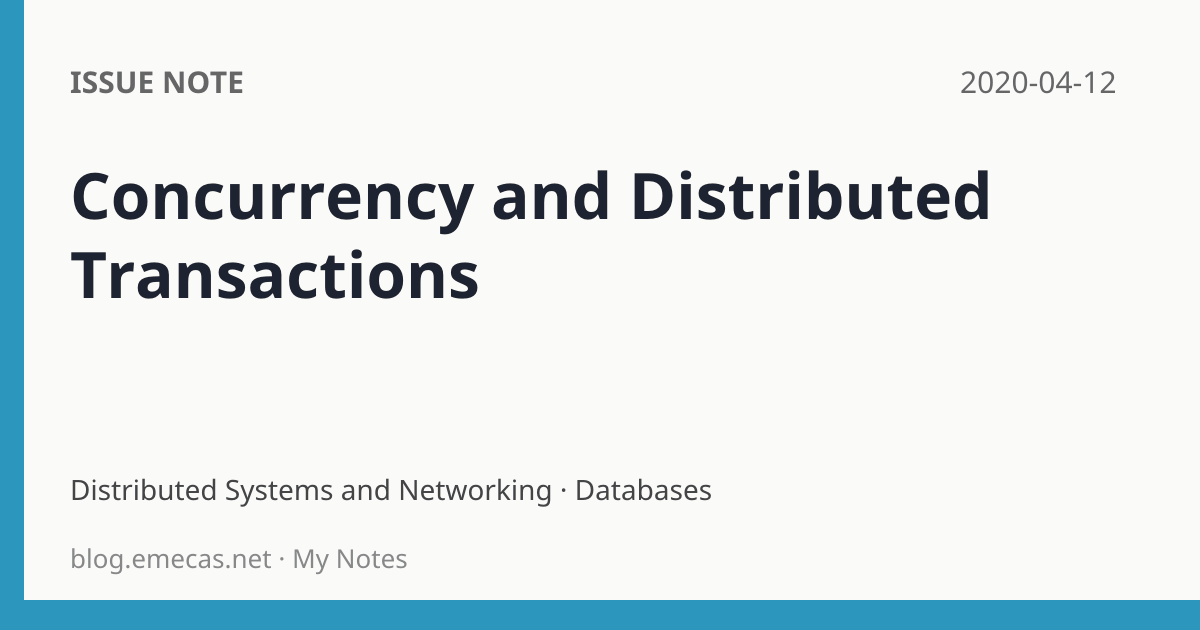 ISSUE NOTE
2020-04-12
Concurrency and Distributed
Transactions
Distributed Systems and Networking · Databases
blog.emecas.net · My Notes